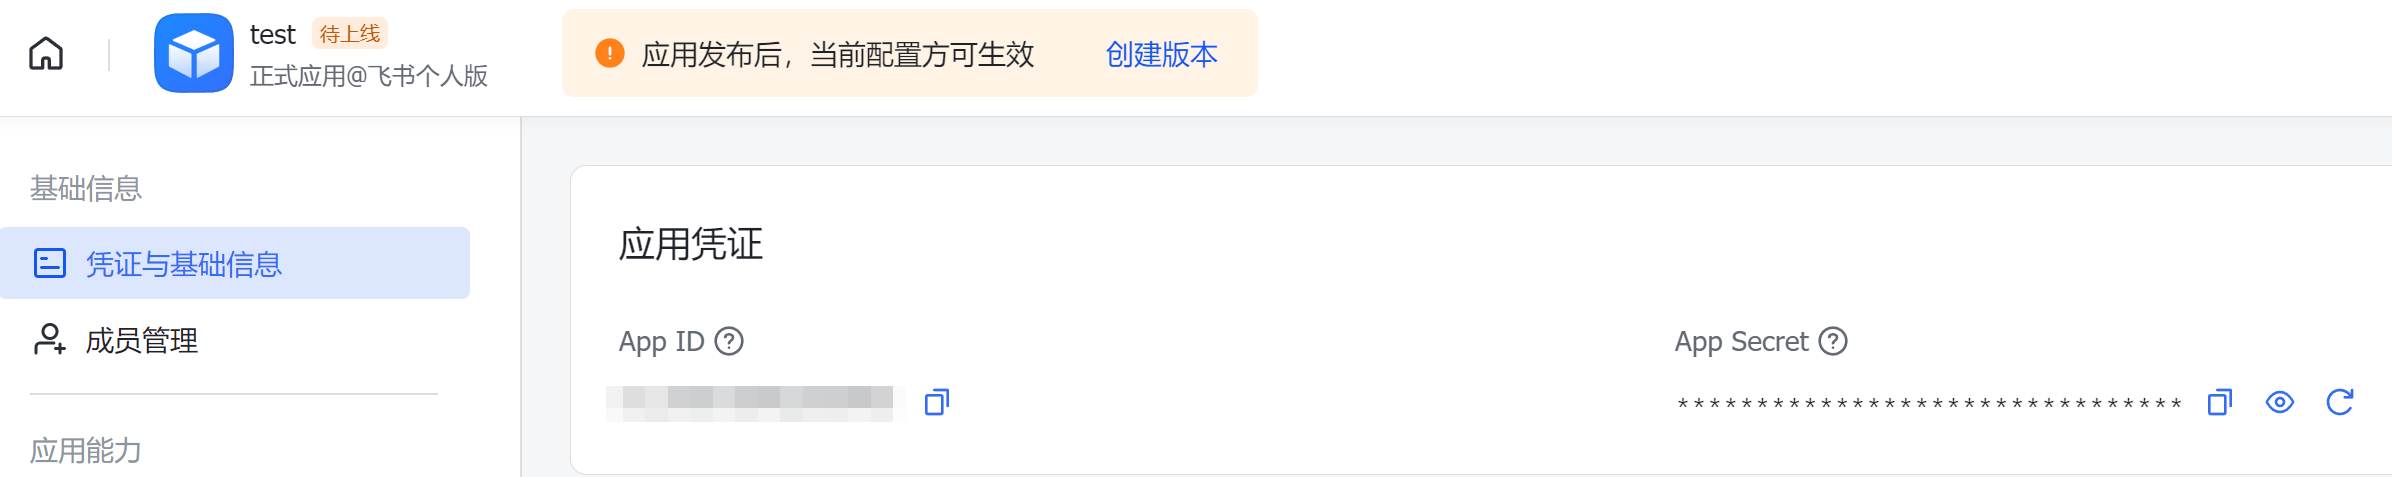 test 待上线
正式应用@飞书个人版
应用发布后，当前配置方可生效 创建版本
基础信息
凭证与基础信息
成员管理
应用能力
应用凭证
App ID
App Secret
********************************